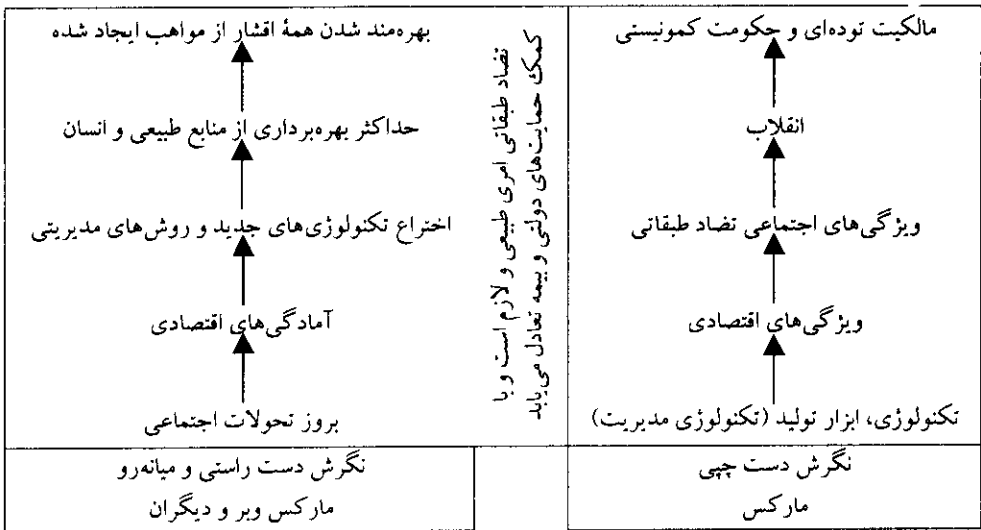 مالکیت توده‌ای و حکومت کمونیستی
انقلاب
ویژگی‌های اجتماعی تضاد طبقاتی
ویژگی‌های اقتصادی
تکنولوژی، ابزار تولید (تکنولوژی مدیریت)
نگرش دست چپی
مارکس
تضاد طبقاتی امری طبیعی و لازم است و با
کمک حمایت‌های دولتی و بیمه تعادل می‌یابد
بهره‌مند شدن همهٔ اقشار از مواهب ایجاد شده
حداکثر بهره‌برداری از منابع طبیعی و انسان
اختراع تکنولوژی‌های جدید و روش‌های مدیریتی
آمادگی‌های اقتصادی
بروز تحولات اجتماعی
نگرش دست راستی و میانه‌رو
مارکس وبر و دیگران